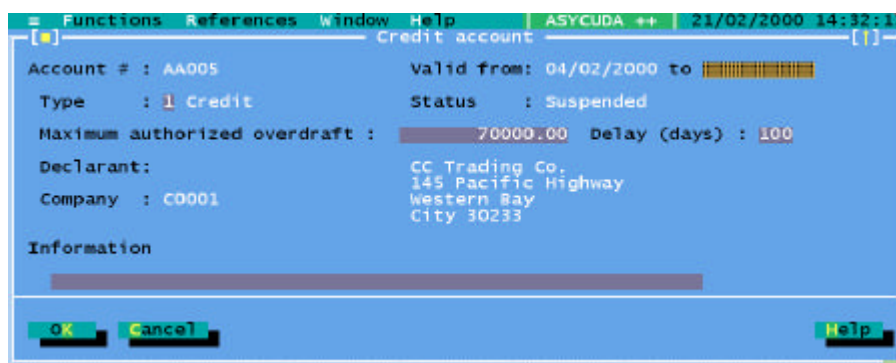 ≡ Functions References Window Help ASYCUDA ++ 21/02/2000 14:32:1
[■] Credit account [↑]
Account # : AA005 Valid from: 04/02/2000 to
Type : 1 Credit Status : Suspended
Maximum authorized overdraft : 70000.00 Delay (days) : 100
Declarant: CC Trading Co.
145 Pacific Highway
Company : C0001 Western Bay
City 30233
Information
OK Cancel Help